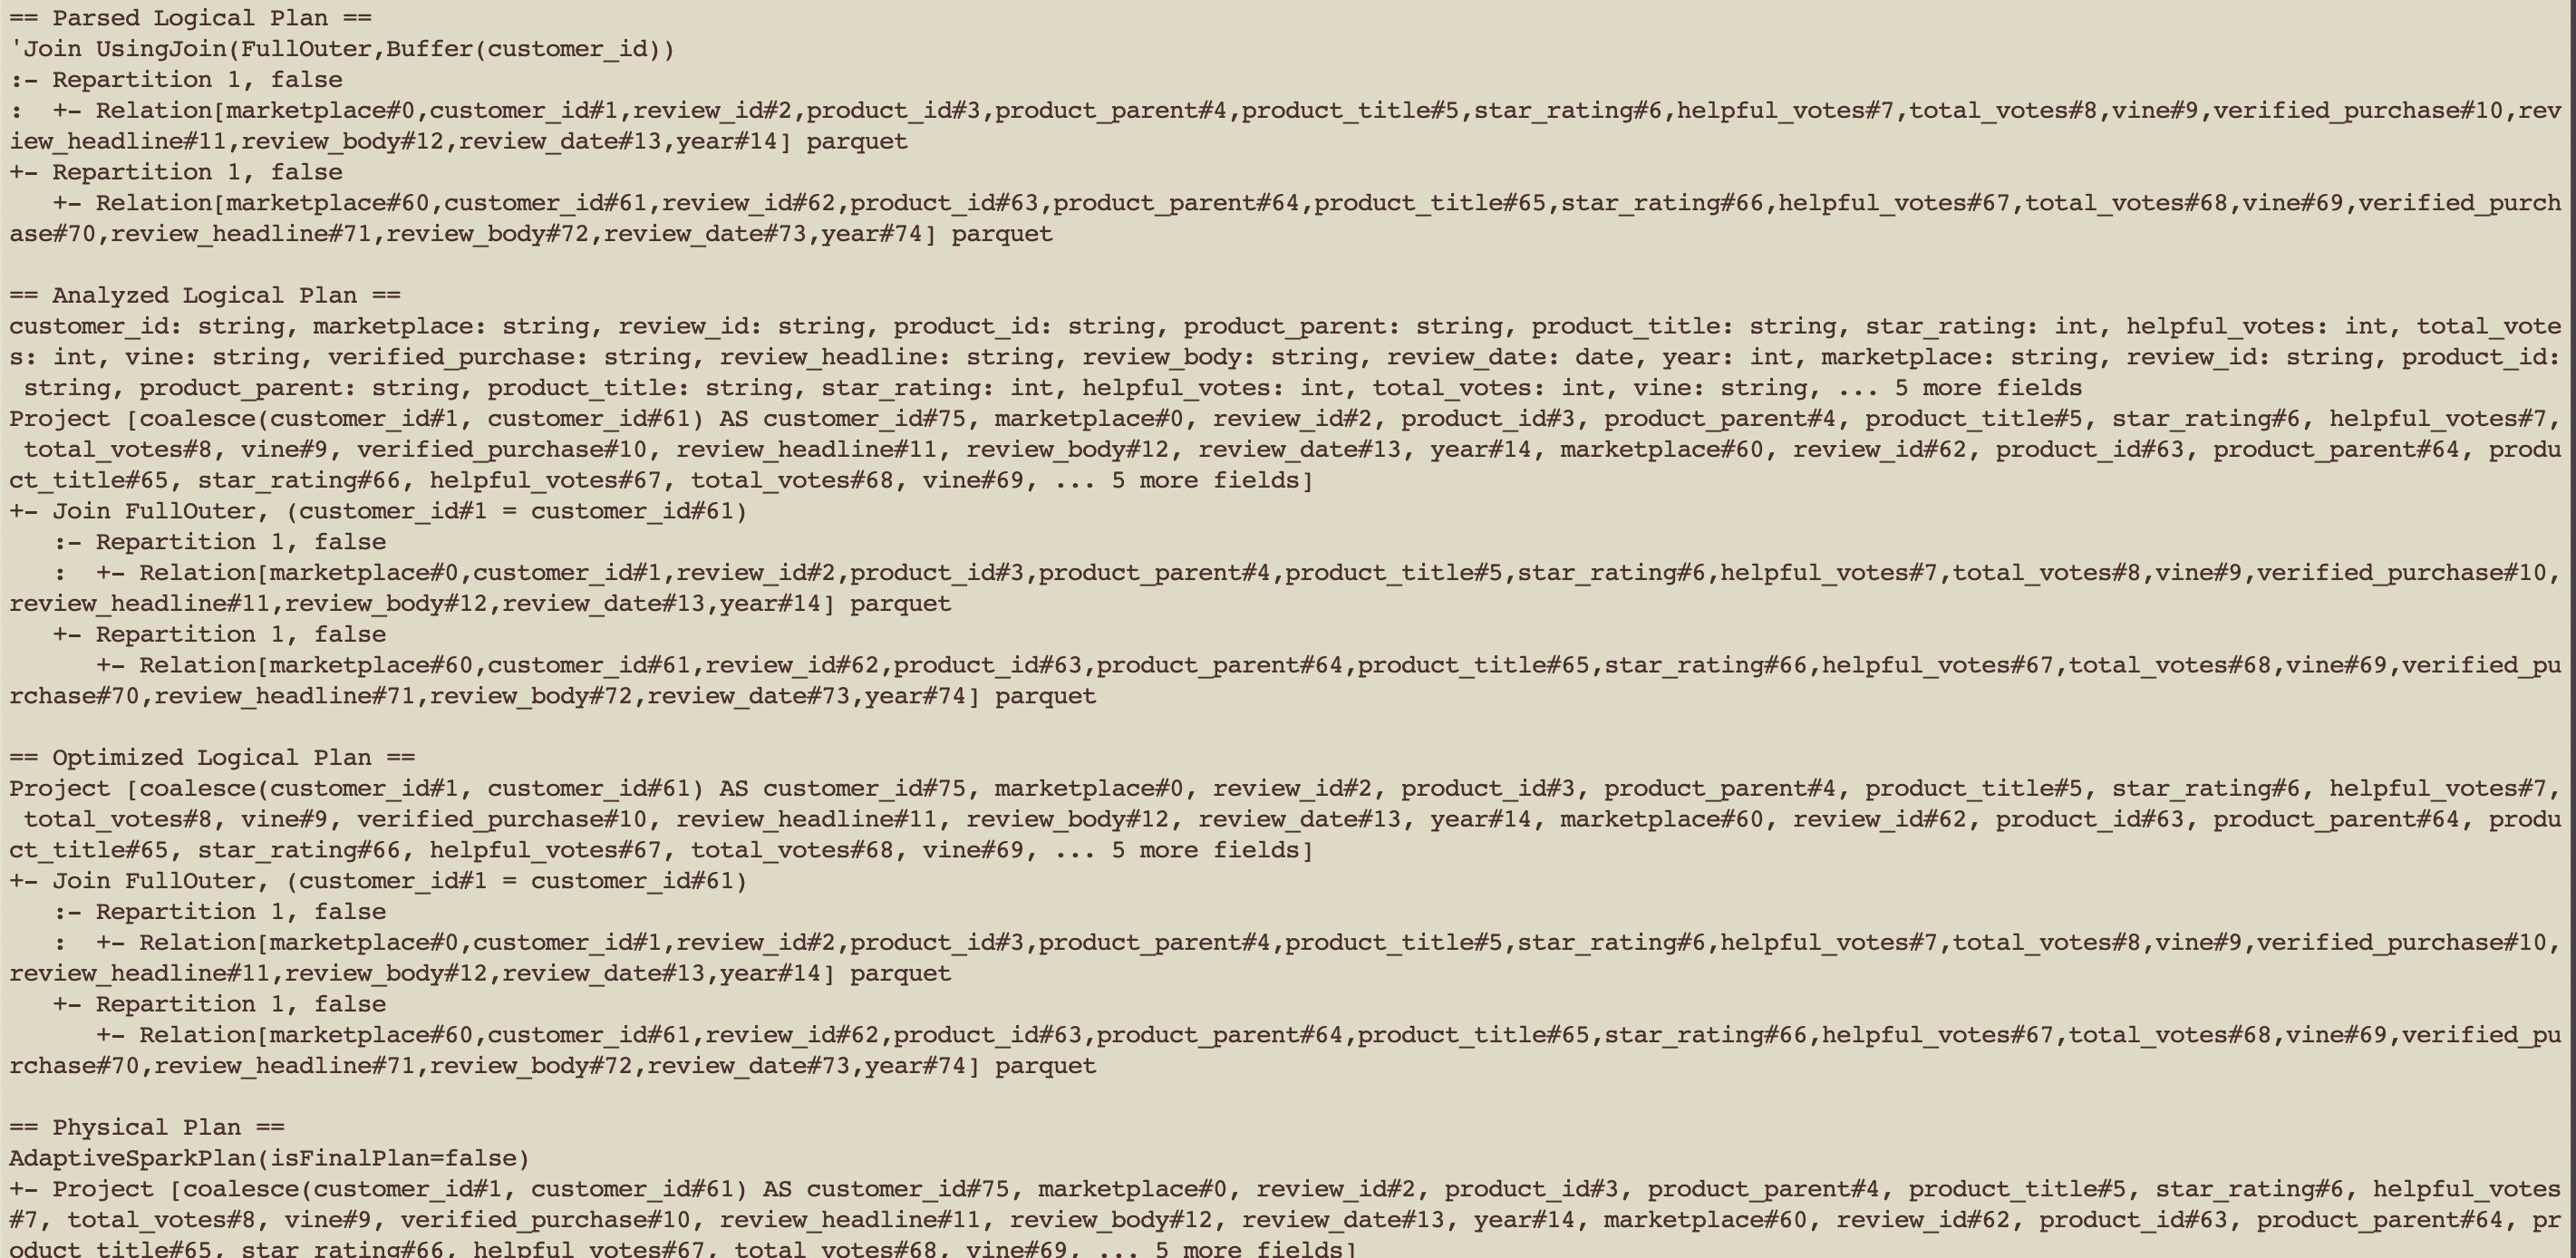 == Parsed Logical Plan ==
'Join UsingJoin(FullOuter,Buffer(customer_id))
:- Repartition 1, false
:  +- Relation[marketplace#0,customer_id#1,review_id#2,product_id#3,product_parent#4,product_title#5,star_rating#6,helpful_votes#7,total_votes#8,vine#9,verified_purchase#10,rev
iew_headline#11,review_body#12,review_date#13,year#14] parquet
+- Repartition 1, false
   +- Relation[marketplace#60,customer_id#61,review_id#62,product_id#63,product_parent#64,product_title#65,star_rating#66,helpful_votes#67,total_votes#68,vine#69,verified_purch
ase#70,review_headline#71,review_body#72,review_date#73,year#74] parquet

== Analyzed Logical Plan ==
customer_id: string, marketplace: string, review_id: string, product_id: string, product_parent: string, product_title: string, star_rating: int, helpful_votes: int, total_vote
s: int, vine: string, verified_purchase: string, review_headline: string, review_body: string, review_date: date, year: int, marketplace: string, review_id: string, product_id:
 string, product_parent: string, product_title: string, star_rating: int, helpful_votes: int, total_votes: int, vine: string, ... 5 more fields
Project [coalesce(customer_id#1, customer_id#61) AS customer_id#75, marketplace#0, review_id#2, product_id#3, product_parent#4, product_title#5, star_rating#6, helpful_votes#7,
 total_votes#8, vine#9, verified_purchase#10, review_headline#11, review_body#12, review_date#13, year#14, marketplace#60, review_id#62, product_id#63, product_parent#64, produ
ct_title#65, star_rating#66, helpful_votes#67, total_votes#68, vine#69, ... 5 more fields]
+- Join FullOuter, (customer_id#1 = customer_id#61)
   :- Repartition 1, false
   :  +- Relation[marketplace#0,customer_id#1,review_id#2,product_id#3,product_parent#4,product_title#5,star_rating#6,helpful_votes#7,total_votes#8,vine#9,verified_purchase#10,
review_headline#11,review_body#12,review_date#13,year#14] parquet
   +- Repartition 1, false
      +- Relation[marketplace#60,customer_id#61,review_id#62,product_id#63,product_parent#64,product_title#65,star_rating#66,helpful_votes#67,total_votes#68,vine#69,verified_pu
rchase#70,review_headline#71,review_body#72,review_date#73,year#74] parquet

== Optimized Logical Plan ==
Project [coalesce(customer_id#1, customer_id#61) AS customer_id#75, marketplace#0, review_id#2, product_id#3, product_parent#4, product_title#5, star_rating#6, helpful_votes#7,
 total_votes#8, vine#9, verified_purchase#10, review_headline#11, review_body#12, review_date#13, year#14, marketplace#60, review_id#62, product_id#63, product_parent#64, produ
ct_title#65, star_rating#66, helpful_votes#67, total_votes#68, vine#69, ... 5 more fields]
+- Join FullOuter, (customer_id#1 = customer_id#61)
   :- Repartition 1, false
   :  +- Relation[marketplace#0,customer_id#1,review_id#2,product_id#3,product_parent#4,product_title#5,star_rating#6,helpful_votes#7,total_votes#8,vine#9,verified_purchase#10,
review_headline#11,review_body#12,review_date#13,year#14] parquet
   +- Repartition 1, false
      +- Relation[marketplace#60,customer_id#61,review_id#62,product_id#63,product_parent#64,product_title#65,star_rating#66,helpful_votes#67,total_votes#68,vine#69,verified_pu
rchase#70,review_headline#71,review_body#72,review_date#73,year#74] parquet

== Physical Plan ==
AdaptiveSparkPlan(isFinalPlan=false)
+- Project [coalesce(customer_id#1, customer_id#61) AS customer_id#75, marketplace#0, review_id#2, product_id#3, product_parent#4, product_title#5, star_rating#6, helpful_votes
#7, total_votes#8, vine#9, verified_purchase#10, review_headline#11, review_body#12, review_date#13, year#14, marketplace#60, review_id#62, product_id#63, product_parent#64, pr
oduct_title#65, star_rating#66, helpful_votes#67, total_votes#68, vine#69, ... 5 more fields]